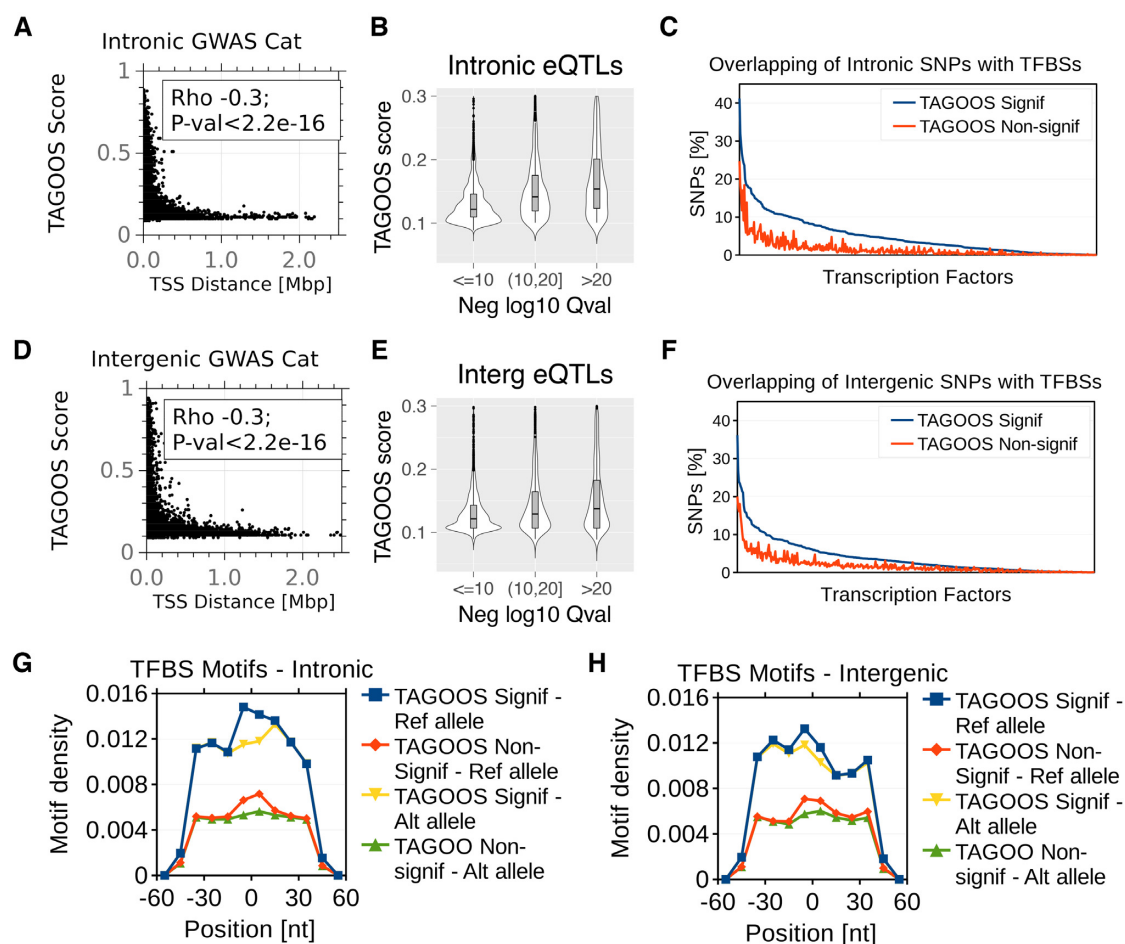 A
Intronic GWAS Cat
TAGOOS Score
1
0.5
0
Rho -0.3;
P-val<2.2e-16
0.0
1.0
2.0
TSS Distance [Mbp]
B
Intronic eQTLs
TAGOOS score
0.3
0.2
0.1
<=10
(10,20]
>20
Neg log10 Qval
C
Overlapping of Intronic SNPs with TFBSs
SNPs [%]
40
30
20
10
0
TAGOOS Signif
TAGOOS Non-signif
Transcription Factors
D
Intergenic GWAS Cat
TAGOOS Score
1
0.5
0
Rho -0.3;
P-val<2.2e-16
0.0
1.0
2.0
TSS Distance [Mbp]
E
Interg eQTLs
TAGOOS score
0.3
0.2
0.1
<=10
(10,20]
>20
Neg log10 Qval
F
Overlapping of Intergenic SNPs with TFBSs
SNPs [%]
40
30
20
10
0
TAGOOS Signif
TAGOOS Non-signif
Transcription Factors
G
TFBS Motifs - Intronic
Motif density
0.016
0.012
0.008
0.004
0
-60
-30
0
30
60
Position [nt]
TAGOOS Signif -
Ref allele
TAGOOS Non-
Signif - Ref allele
TAGOOS Signif -
Alt allele
TAGOO Non-
signif - Alt allele
H
TFBS Motifs - Intergenic
Motif density
0.016
0.012
0.008
0.004
0
-60
-30
0
30
60
Position [nt]
TAGOOS Signif -
Ref allele
TAGOOS Non-
Signif - Ref allele
TAGOOS Signif -
Alt allele
TAGOO Non-
signif - Alt allele